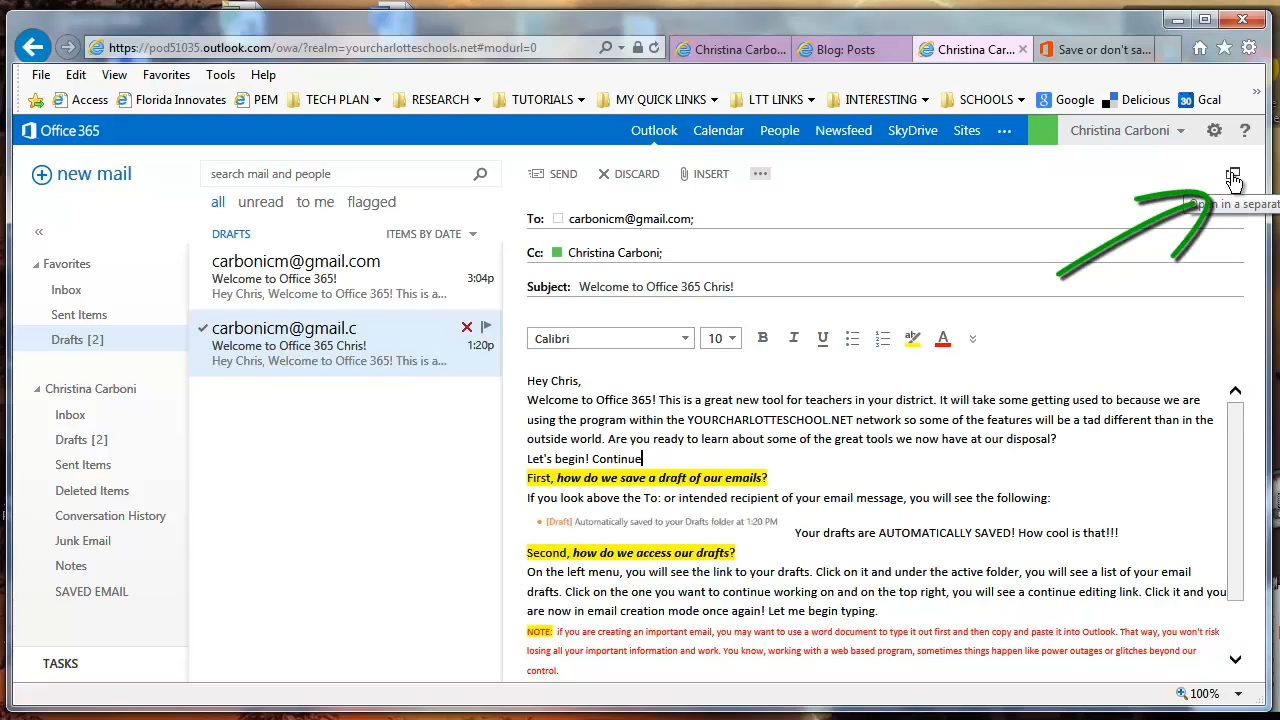 https://pod51035.outlook.com/owa/?realm=yourcharlotteschools.net#modurl=0
Christina Carbo...
Blog: Posts
Christina Car...
Save or don't sa...
File Edit View Favorites Tools Help
Access Florida Innovates PEM TECH PLAN RESEARCH TUTORIALS MY QUICK LINKS LTT LINKS INTERESTING SCHOOLS Google Delicious 30 Gcal
Office 365
Outlook Calendar People Newsfeed SkyDrive Sites ... Christina Carboni ?
new mail
search mail and people
SEND DISCARD INSERT ...
all unread to me flagged
DRAFTS ITEMS BY DATE
Favorites
Inbox
Sent Items
Drafts [2]
Christina Carboni
Inbox
Drafts [2]
Sent Items
Deleted Items
Conversation History
Junk Email
Notes
SAVED EMAIL
TASKS
carbonicm@gmail.com
Welcome to Office 365! 3:04p
Hey Chris, Welcome to Office 365! This is a...
carbonicm@gmail.c
Welcome to Office 365 Chris! 1:20p
Hey Chris, Welcome to Office 365! This is a...
in a separat
To: carbonicm@gmail.com;
Cc: Christina Carboni;
Subject: Welcome to Office 365 Chris!
Calibri 10 B I U A
Hey Chris,
Welcome to Office 365! This is a great new tool for teachers in your district. It will take some getting used to because we are
using the program within the YOURCHARLOTTESCHOOL.NET network so some of the features will be a tad different than in the
outside world. Are you ready to learn about some of the great tools we now have at our disposal?
Let's begin! Continue
First, how do we save a draft of our emails?
If you look above the To: or intended recipient of your email message, you will see the following:
[Draft] Automatically saved to your Drafts folder at 1:20 PM
Your drafts are AUTOMATICALLY SAVED! How cool is that!!!
Second, how do we access our drafts?
On the left menu, you will see the link to your drafts. Click on it and under the active folder, you will see a list of your email
drafts. Click on the one you want to continue working on and on the top right, you will see a continue editing link. Click it and you
are now in email creation mode once again! Let me begin typing.
NOTE: if you are creating an important email, you may want to use a word document to type it out first and then copy and paste it into Outlook. That way, you won't risk
losing all your important information and work. You know, working with a web based program, sometimes things happen like power outages or glitches beyond our
control.
100%